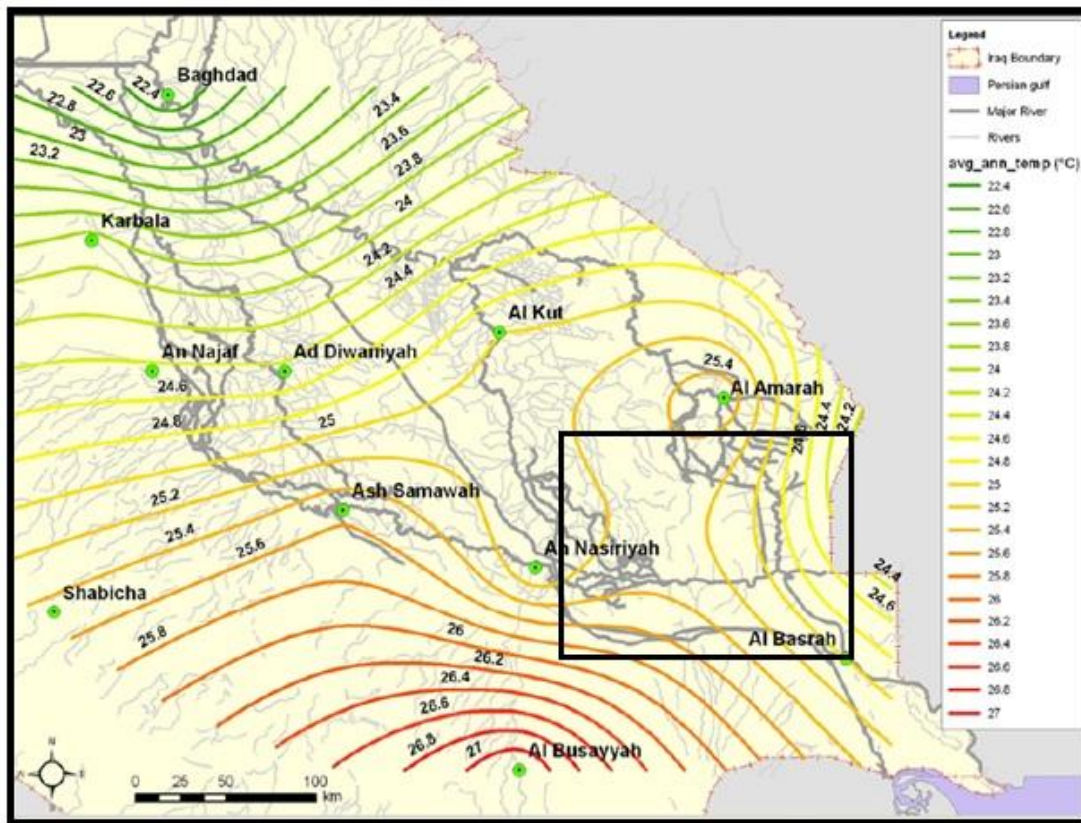 Baghdad
22.4
22.6
22.8
23
23.2
23.4
23.6
23.8
24
24.2
24.4
Karbala
Al Kut
An Najaf
Ad Diwaniyah
24.6
24.8
25
25.4
Al Amarah
24.6
24.4
24.2
25.2
25.4
25.6
Ash Samawah
An Nasiriyah
Shabicha
25.8
26
26.2
26.4
26.6
26.8
27
Al Busayyah
24.4
24.6
Al Basrah
N
E
S
0 25 50 100
km
Legend
Iraq Boundary
Persian gulf
Major River
Rivers
avg_ann_temp (°C)
22.4
22.6
22.8
23
23.2
23.4
23.6
23.8
24
24.2
24.4
24.6
24.8
25
25.2
25.4
25.6
25.8
26
26.2
26.4
26.6
26.8
27